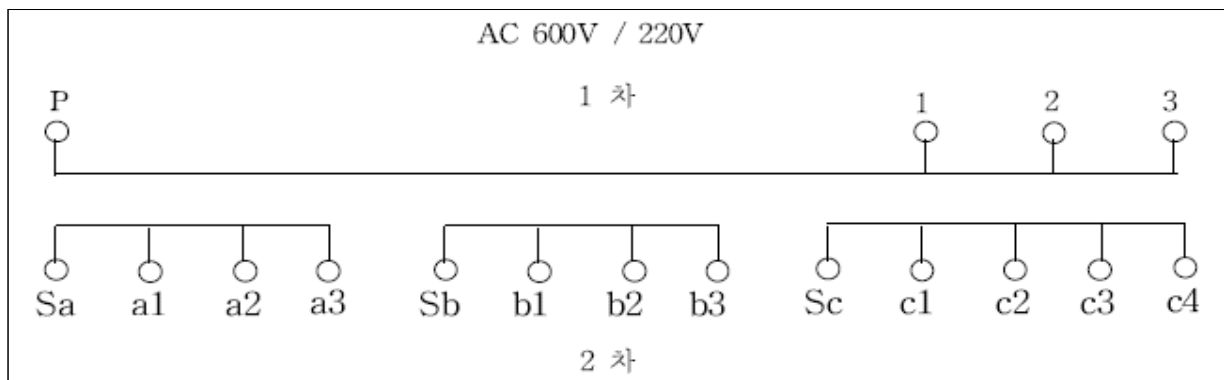 AC 600V / 220V
1 차
P 1 2 3
Sa a1 a2 a3 Sb b1 b2 b3 Sc c1 c2 c3 c4
2 차